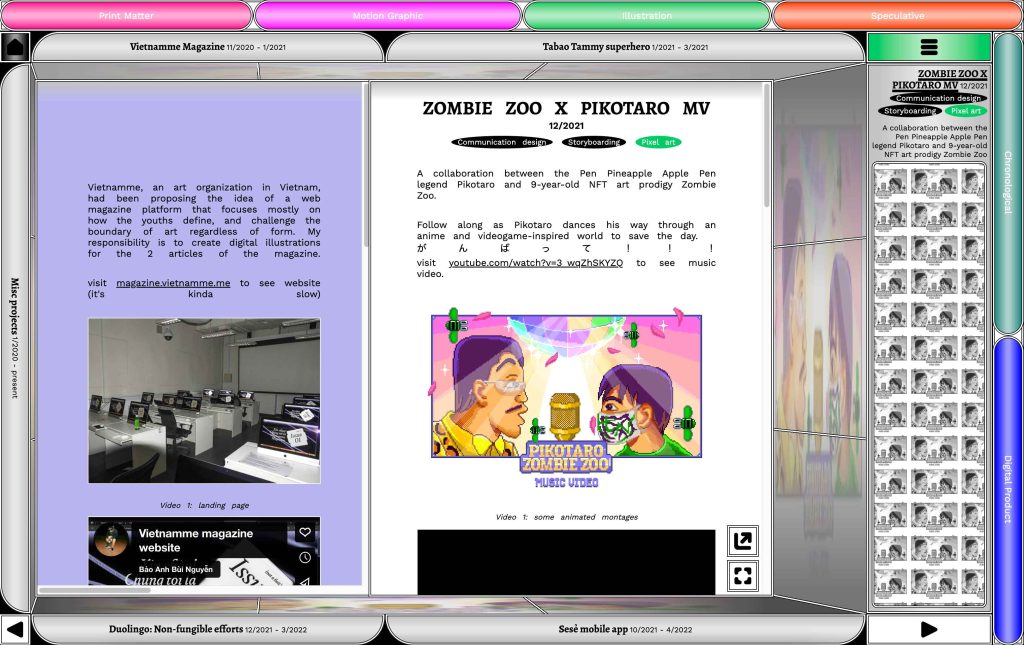 Print Matter
Motion Graphic
Illustration
Speculative
Vietnamme Magazine 11/2020 - 1/2021
Tabao Tammy superhero 1/2021 - 3/2021
Misc projects 1/2020 - present
Vietnamme, an art organization in Vietnam,
had been proposing the idea of a web
magazine platform that focuses mostly on
how the youths define, and challenge the
boundary of art regardless of form. My
responsibility is to create digital illustrations
for the 2 articles of the magazine.
visit magazine.vietnamme.me to see website
(it's kinda slow)
Issue
01
Video 1: landing page
Vietnamme magazine
website
Bảo Anh Bùi Nguyễn
Chúng tôi là
Issu
ZOMBIE ZOO X PIKOTARO MV
12/2021
Communication design
Storyboarding
Pixel art
A collaboration between the Pen Pineapple Apple Pen
legend Pikotaro and 9-year-old NFT art prodigy Zombie
Zoo.
Follow along as Pikotaro dances his way through an
anime and videogame-inspired world to save the day.
がんばって!!!
visit youtube.com/watch?v=3_wqZhSKYZQ to see music
video.
PIKOTARO
ZOMBIE ZOO
MUSIC VIDEO
Video 1: some animated montages
ZOMBIE ZOO X
PIKOTARO MV 12/2021
Communication design
Storyboarding
Pixel art
A collaboration between the
Pen Pineapple Apple Pen
legend Pikotaro and 9-year-old
NFT art prodigy Zombie Zoo
Chronological
Digital Product
Duolingo: Non-fungible efforts 12/2021 - 3/2022
Sesẻ mobile app 10/2021 - 4/2022